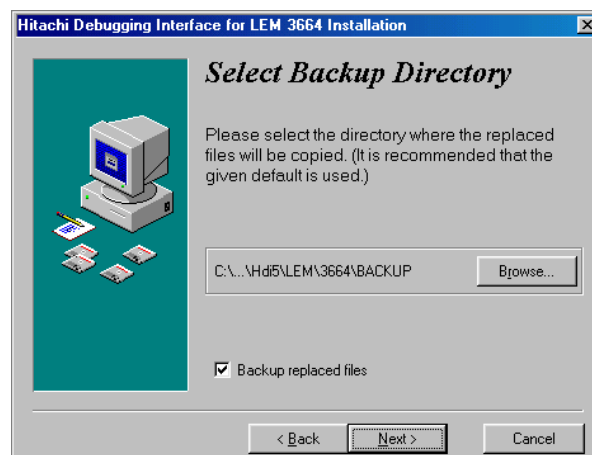 Hitachi Debugging Interface for LEM 3664 Installation
Select Backup Directory
Please select the directory where the replaced
files will be copied. (It is recommended that the
given default is used.)
C:\...\Hdi5\LEM\3664\BACKUP
Browse...
Backup replaced files
< Back
Next >
Cancel